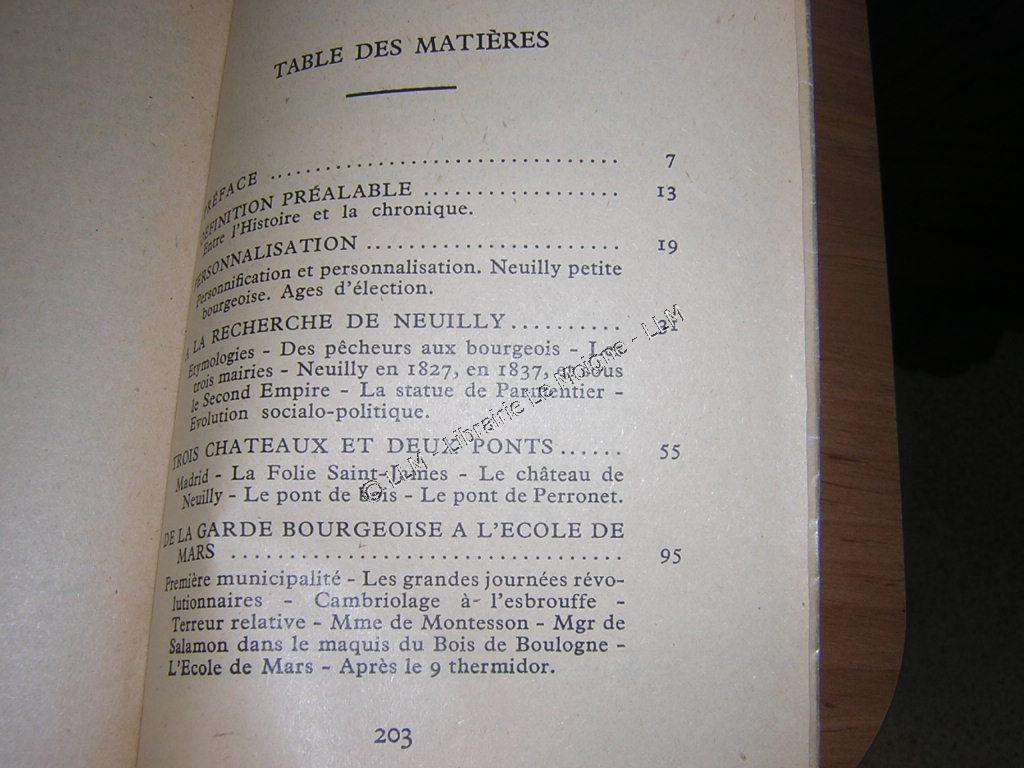 TABLE DES MATIÈRES
PRÉFACE .............................. 7
DÉFINITION PRÉALABLE .................. 13
Entre l'Histoire et la chronique.
PERSONNALISATION ........................ 19
Personnification et personnalisation. Neuilly petite
bourgeoise. Ages d'élection.
A LA RECHERCHE DE NEUILLY.......... 31
Etymologies - Des pêcheurs aux bourgeois - Les
trois mairies - Neuilly en 1827, en 1837, et sous
le Second Empire - La statue de Parmentier -
Evolution socialo-politique.
TROIS CHATEAUX ET DEUX PONTS...... 55
Madrid - La Folie Saint-James - Le château de
Neuilly - Le pont de bois - Le pont de Perronet.
DE LA GARDE BOURGEOISE A L'ECOLE DE
MARS .................................... 95
Première municipalité - Les grandes journées révo-
lutionnaires - Cambriolage à l'esbrouffe -
Terreur relative - Mme de Montesson - Mgr de
Salamon dans le maquis du Bois de Boulogne -
L'Ecole de Mars - Après le 9 thermidor.
203
© LLM - Librairie Le Moigne - LLM